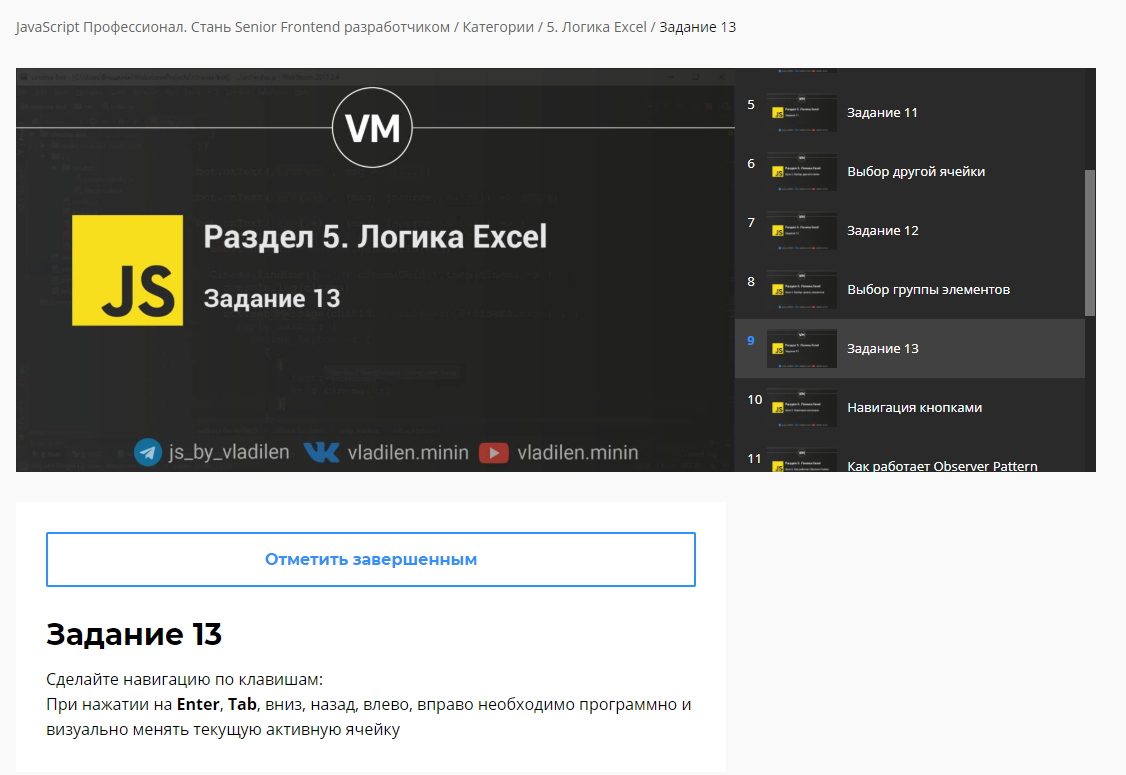 JavaScript Профессионал. Стань Senior Frontend разработчиком / Категории / 5. Логика Excel / Задание 13
VM
JS
Раздел 5. Логика Excel
Задание 13
js_by_vladilen
vladilen.minin
vladilen.minin
5 Задание 11
6 Выбор другой ячейки
7 Задание 12
8 Выбор группы элементов
9 Задание 13
10 Навигация кнопками
11 Как работает Observer Pattern
Отметить завершенным
Задание 13
Сделайте навигацию по клавишам:
При нажатии на Enter, Tab, вниз, назад, влево, вправо необходимо программно и
визуально менять текущую активную ячейку